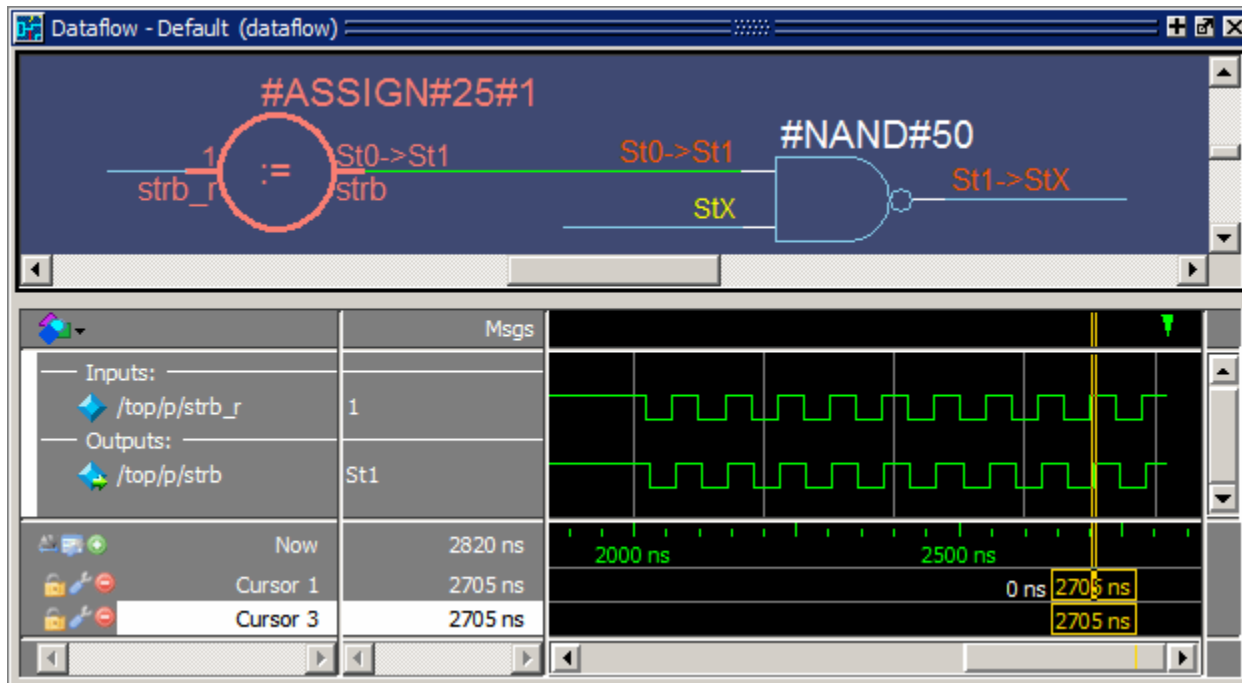 Dataflow - Default (dataflow)
#ASSIGN#25#1
1 St0->St1 St0->St1 #NAND#50
strb_r := strb St1->StX
StX
Msgs
Inputs:
/top/p/strb_r 1
Outputs:
/top/p/strb St1
Now 2820 ns 2000 ns 2500 ns
Cursor 1 2705 ns 0 ns 2705 ns
Cursor 3 2705 ns 2705 ns